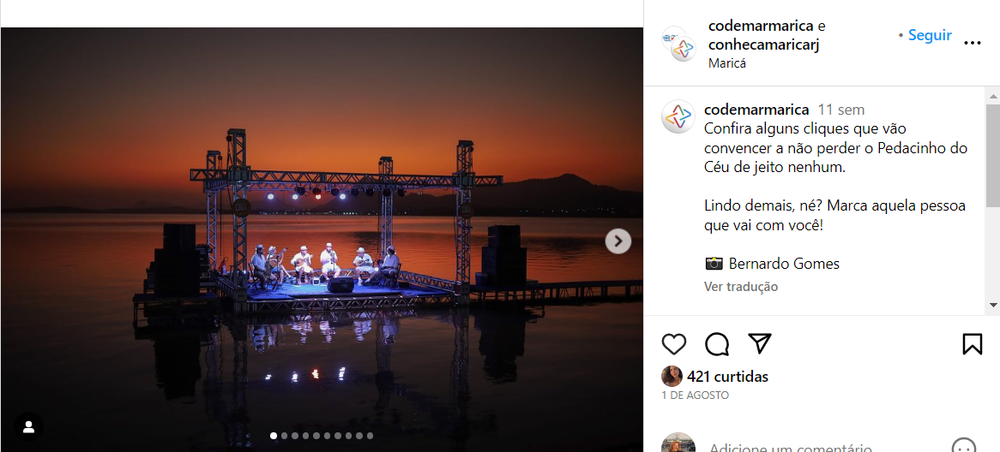 codemarmarica e
conhecamaricarj
• Seguir
Maricá
codemarmarica 11 sem
Confira alguns cliques que vão
convencer a não perder o Pedacinho do
Céu de jeito nenhum.
Lindo demais, né? Marca aquela pessoa
que vai com você!
📷 Bernardo Gomes
Ver tradução
421 curtidas
1 DE AGOSTO
Adicione um comentário